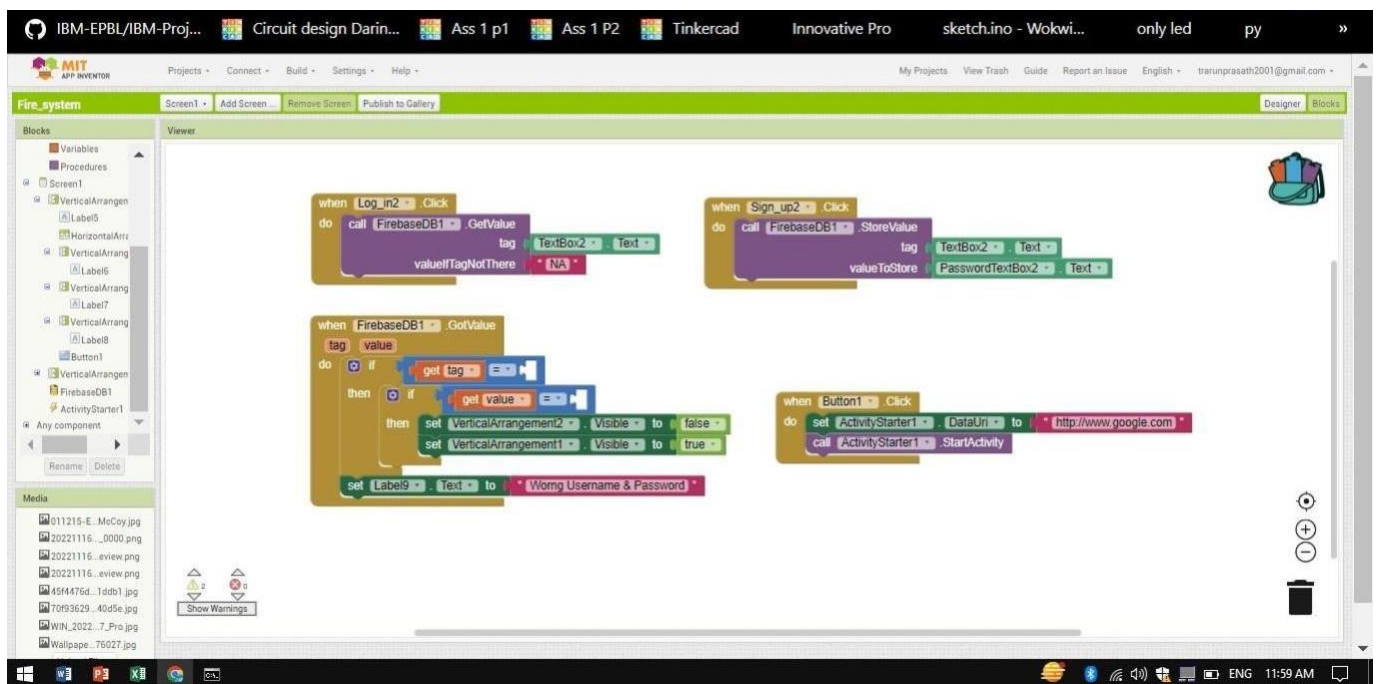 IBM-EPBL/IBM-Proj... Circuit design Darin... Ass 1 p1 Ass 1 P2 Tinkercad Innovative Pro sketch.ino - Wokwi... only led py »
MIT APP INVENTOR Projects Connect Build Settings Help My Projects View Trash Guide Report an Issue English trarunprasath2001@gmail.com
Fire_system Screen1 Add Screen ... Remove Screen Publish to Gallery Designer Blocks
Blocks
Variables
Procedures
Screen1
VerticalArrangen
Label5
HorizontalArra
VerticalArrang
Label6
VerticalArrang
Label7
VerticalArrang
Label8
Button1
VerticalArrangen
FirebaseDB1
ActivityStarter1
Any component
Rename Delete
Media
011215-E...McCoy.jpg
20221116..._0000.png
20221116...eview.png
20221116...eview.png
45f4476d...1ddb1.jpg
70f93629...40d5e.jpg
WIN_2022...7_Pro.jpg
Wallpape...76027.jpg
Viewer
when Log_in2 .Click
do call FirebaseDB1 .GetValue
tag TextBox2 . Text
valueIfTagNotThere " NA "
when Sign_up2 .Click
do call FirebaseDB1 .StoreValue
tag TextBox2 . Text
valueToStore PasswordTextBox2 . Text
when FirebaseDB1 .GotValue
tag value
do if get tag =
then if get value =
then set VerticalArrangement2 . Visible to false
set VerticalArrangement1 . Visible to true
set Label9 . Text to " Worng Username & Password "
when Button1 .Click
do set ActivityStarter1 . DataUri to " http://www.google.com "
call ActivityStarter1 .StartActivity
2 0
Show Warnings
ENG 11:59 AM